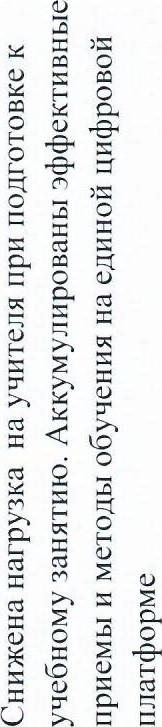 Снижена нагрузка на учителя при подготовке к
учебному занятию. Аккумулированы эффективные
приемы и методы обучения на единой цифровой
платформе